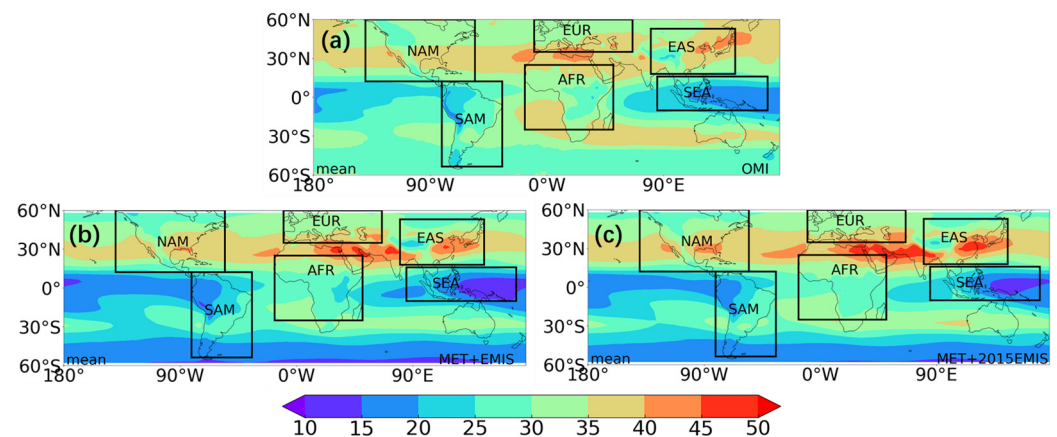 60°N
(a)
EUR
NAM
EAS
30°N
AFR
0°
SEA
SAM
30°S
mean
OMI
60°S
180°
90°W
0°W
90°E
60°N
(b)
EUR
NAM
EAS
30°N
AFR
0°
SEA
SAM
30°S
mean
MET+EMIS
60°S
180°
90°W
0°W
90°E
60°N
(c)
EUR
NAM
EAS
30°N
AFR
0°
SEA
SAM
30°S
mean
MET+2015EMIS
60°S
180°
90°W
0°W
90°E
10 15 20 25 30 35 40 45 50